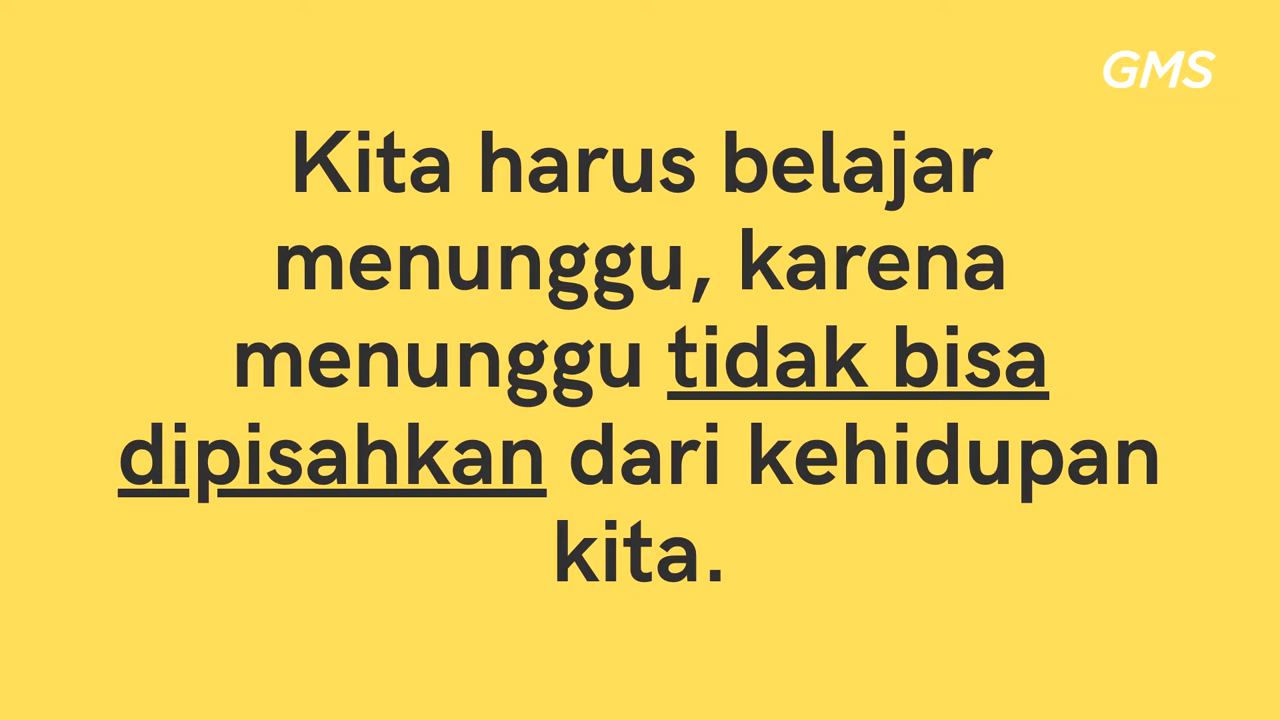 GMS
Kita harus belajar
menunggu, karena
menunggu tidak bisa
dipisahkan dari kehidupan
kita.